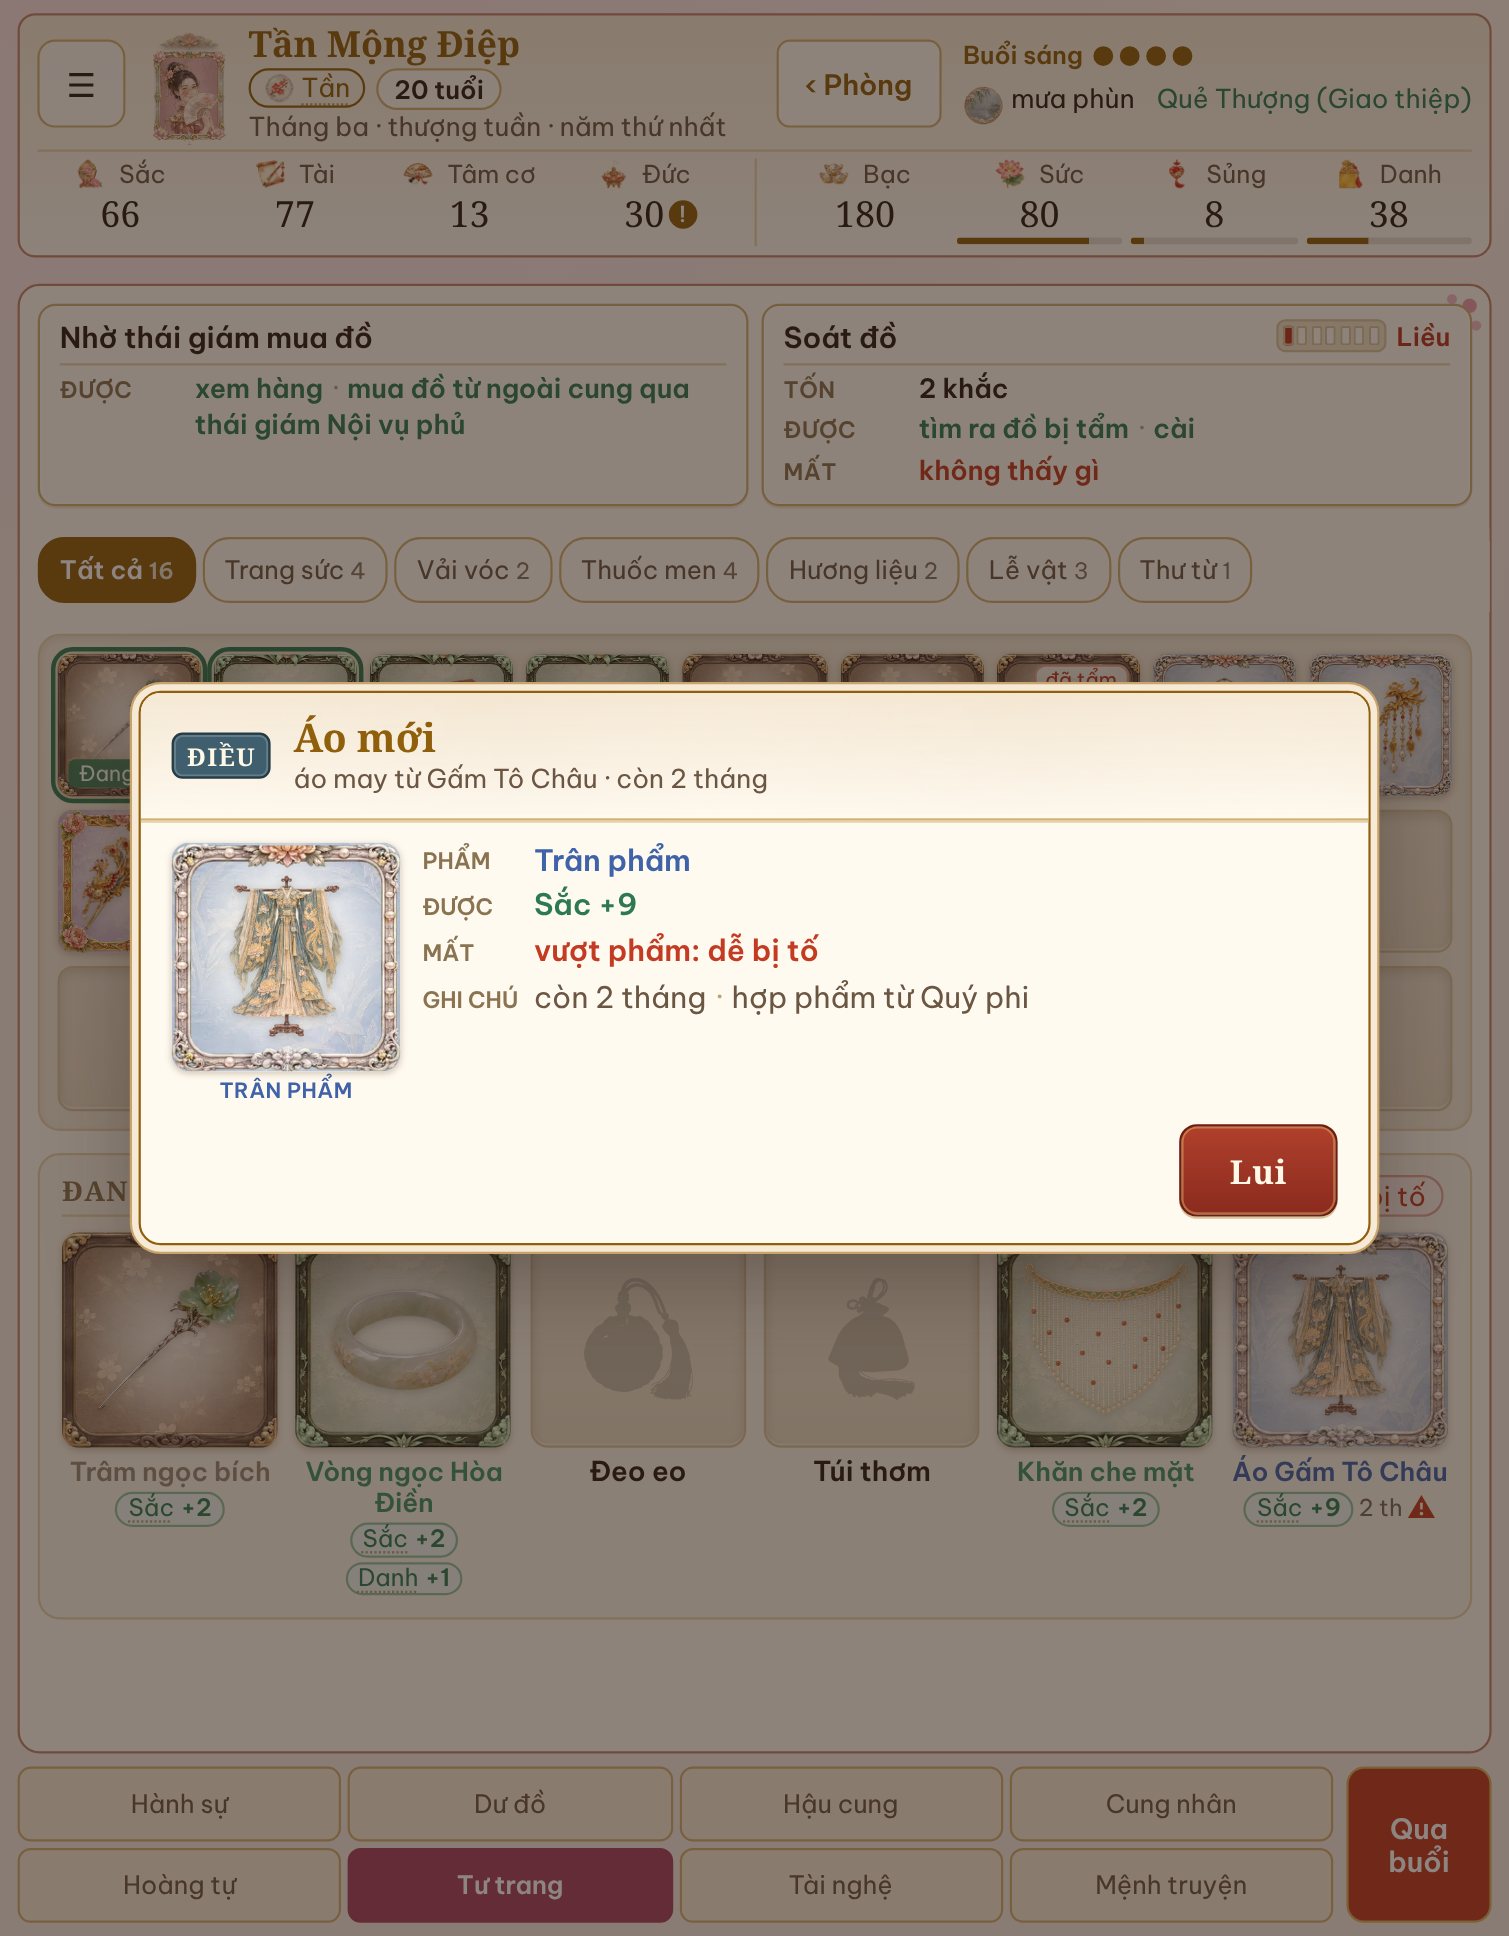 ☰
Tần Mộng Điệp
Tần
20 tuổi
Tháng ba · thượng tuần · năm thứ nhất
‹ Phòng
Buổi sáng
mưa phùn Quẻ Thượng (Giao thiệp)
Sắc Tài Tâm cơ Đức Bạc Sức Sủng Danh
66 77 13 30 ! 180 80 8 38
Nhờ thái giám mua đồ
ĐƯỢC xem hàng · mua đồ từ ngoài cung qua
thái giám Nội vụ phủ
Soát đồ Liều
TỐN 2 khắc
ĐƯỢC tìm ra đồ bị tẩm · cài
MẤT không thấy gì
Tất cả 16 Trang sức 4 Vải vóc 2 Thuốc men 4 Hương liệu 2 Lễ vật 3 Thư từ 1
đã tẩm
Đang
ĐIỀU
Áo mới
áo may từ Gấm Tô Châu · còn 2 tháng
PHẨM Trân phẩm
ĐƯỢC Sắc +9
MẤT vượt phẩm: dễ bị tố
GHI CHÚ còn 2 tháng · hợp phẩm từ Quý phi
TRÂN PHẨM
Lui
ĐAN
bị tố
Trâm ngọc bích
Sắc +2
Vòng ngọc Hòa
Điền
Sắc +2
Danh +1
Đeo eo
Túi thơm
Khăn che mặt
Sắc +2
Áo Gấm Tô Châu
Sắc +9 2 th
Hành sự Dư đồ Hậu cung Cung nhân
Hoàng tự Tư trang Tài nghệ Mệnh truyện
Qua
buổi